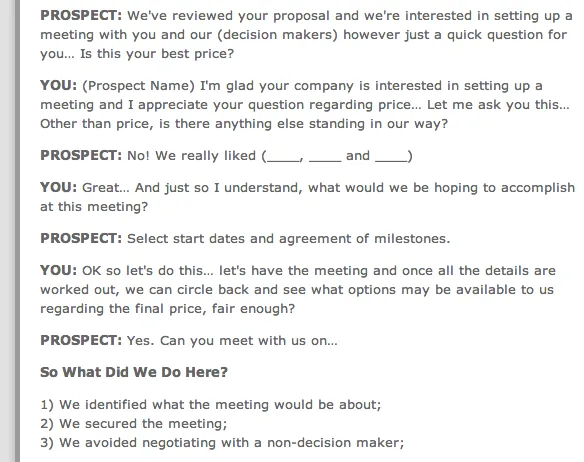 PROSPECT: We've reviewed your proposal and we're interested in setting up a
meeting with you and our (decision makers) however just a quick question for
you... Is this your best price?
YOU: (Prospect Name) I'm glad your company is interested in setting up a
meeting and I appreciate your question regarding price... Let me ask you this...
Other than price, is there anything else standing in our way?
PROSPECT: No! We really liked (____, ____ and ____)
YOU: Great... And just so I understand, what would we be hoping to accomplish
at this meeting?
PROSPECT: Select start dates and agreement of milestones.
YOU: OK so let's do this... let's have the meeting and once all the details are
worked out, we can circle back and see what options may be available to us
regarding the final price, fair enough?
PROSPECT: Yes. Can you meet with us on...
So What Did We Do Here?
1) We identified what the meeting would be about;
2) We secured the meeting;
3) We avoided negotiating with a non-decision maker;